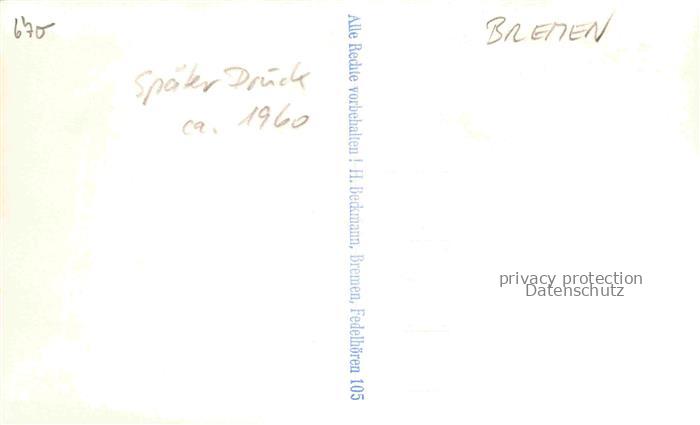 670
BREMEN
Später Druck
ca. 1960
Alle Rechte vorbehalten! H. Beckmann, Bremen, Fedelhören 105
privacy protection
Datenschutz